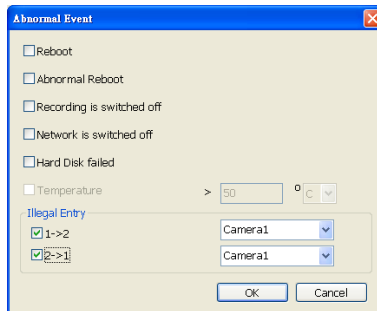 Abnormal Event
Reboot
Abnormal Reboot
Recording is switched off
Network is switched off
Hard Disk failed
Temperature > 50 o C
Illegal Entry
1->2 Camera1
2->1 Camera1
OK Cancel